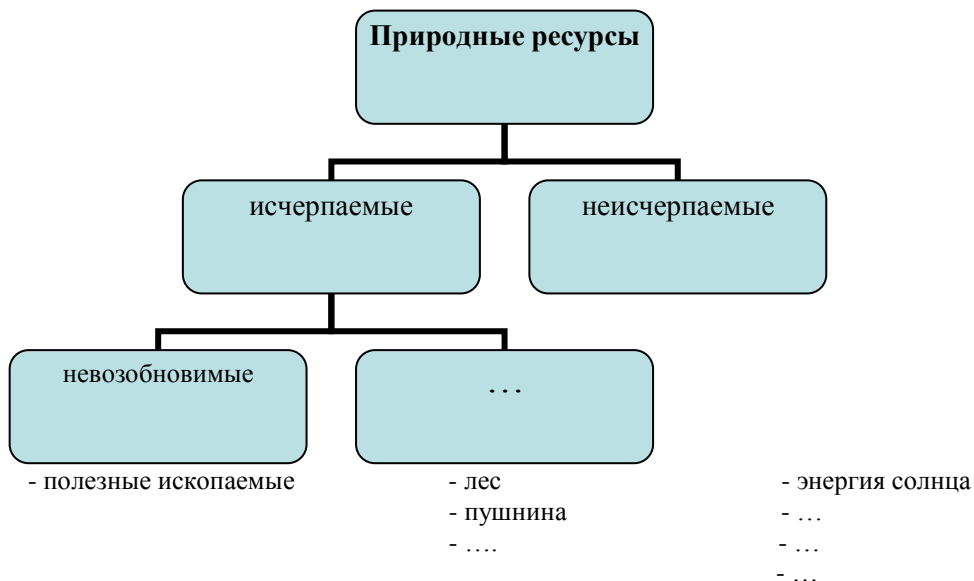 Природные ресурсы
исчерпаемые
неисчерпаемые
невозобновимые
…
- полезные ископаемые
- лес
- пушнина
- ….
- энергия солнца
- …
- …
- …